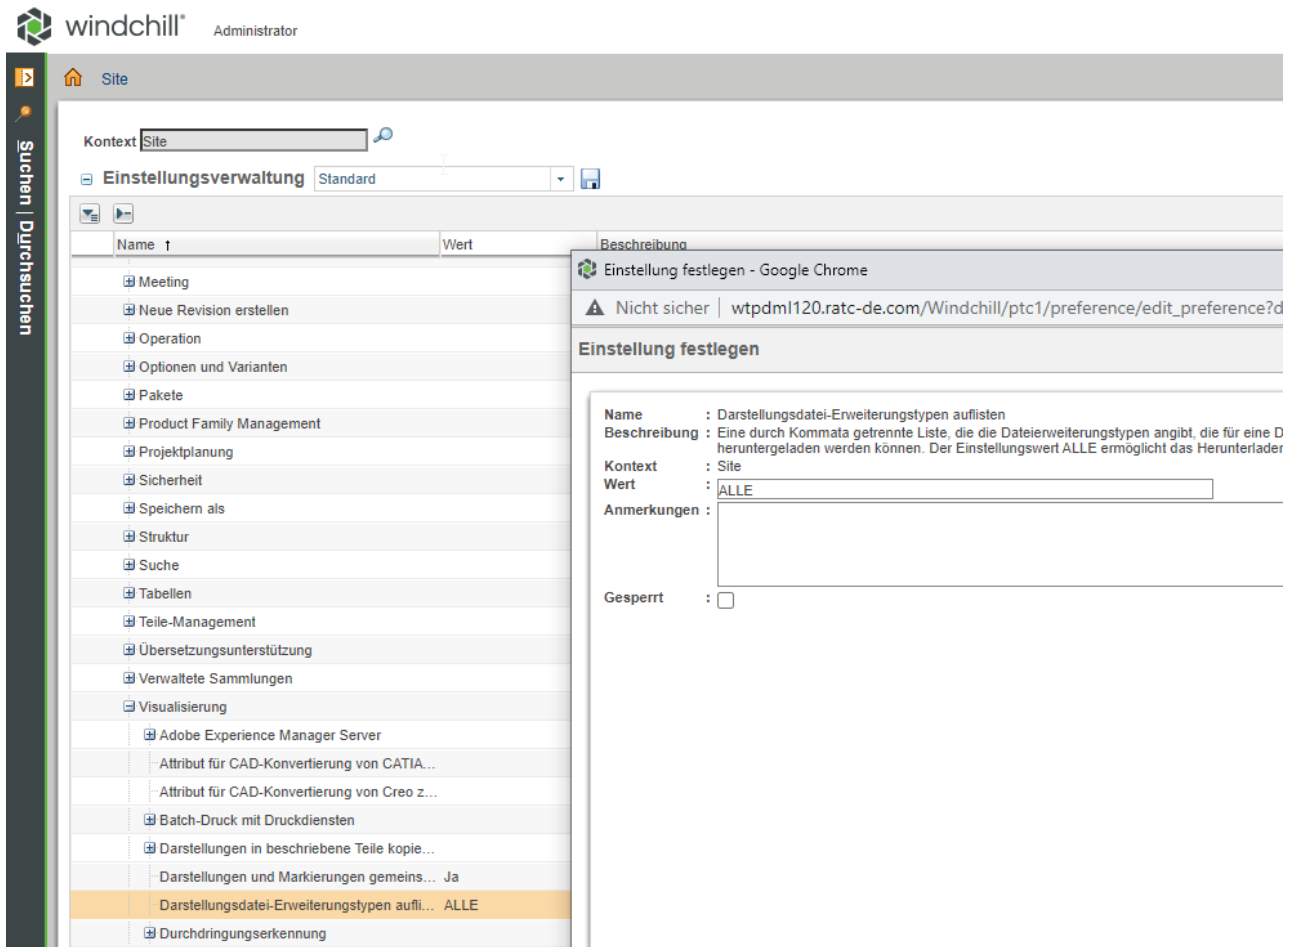 windchill® Administrator
Site
Suchen | Durchsuchen
Kontext Site
Einstellungsverwaltung Standard
Name ↑ Wert Beschreibung
Meeting
Neue Revision erstellen
Operation
Optionen und Varianten
Pakete
Product Family Management
Projektplanung
Sicherheit
Speichern als
Struktur
Suche
Tabellen
Teile-Management
Übersetzungsunterstützung
Verwaltete Sammlungen
Visualisierung
Adobe Experience Manager Server
Attribut für CAD-Konvertierung von CATIA...
Attribut für CAD-Konvertierung von Creo z...
Batch-Druck mit Druckdiensten
Darstellungen in beschriebene Teile kopie...
Darstellungen und Markierungen gemeins... Ja
Darstellungsdatei-Erweiterungstypen aufli... ALLE
Durchdringungserkennung
Einstellung festlegen - Google Chrome
Nicht sicher | wtpdml120.ratc-de.com/Windchill/ptc1/preference/edit_preference?d
Einstellung festlegen
Name : Darstellungsdatei-Erweiterungstypen auflisten
Beschreibung : Eine durch Kommata getrennte Liste, die die Dateierweiterungstypen angibt, die für eine D
heruntergeladen werden können. Der Einstellungswert ALLE ermöglicht das Herunterlader
Kontext : Site
Wert : ALLE
Anmerkungen :
Gesperrt :